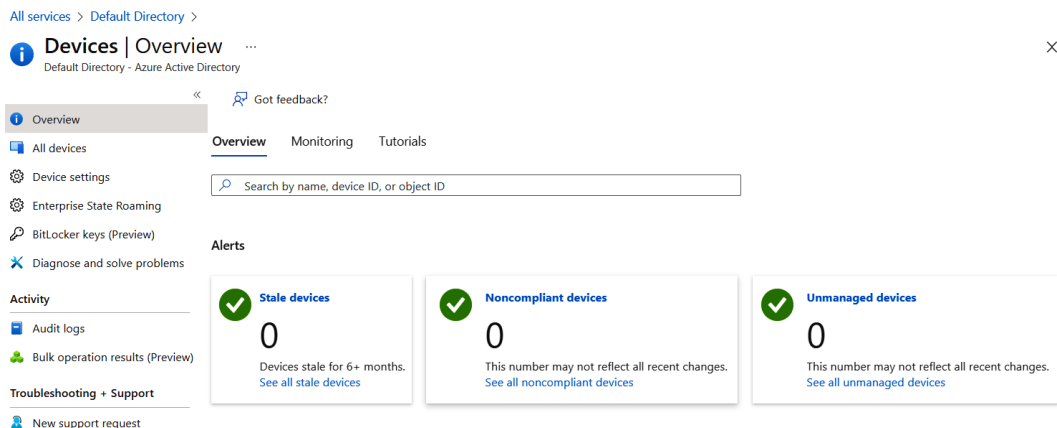 All services > Default Directory >
Devices | Overview ...
Default Directory - Azure Active Directory
«
Got feedback?
Overview
All devices
Device settings
Enterprise State Roaming
BitLocker keys (Preview)
Diagnose and solve problems
Activity
Audit logs
Bulk operation results (Preview)
Troubleshooting + Support
New support request
Overview Monitoring Tutorials
Search by name, device ID, or object ID
Alerts
Stale devices
0
Devices stale for 6+ months.
See all stale devices
Noncompliant devices
0
This number may not reflect all recent changes.
See all noncompliant devices
Unmanaged devices
0
This number may not reflect all recent changes.
See all unmanaged devices